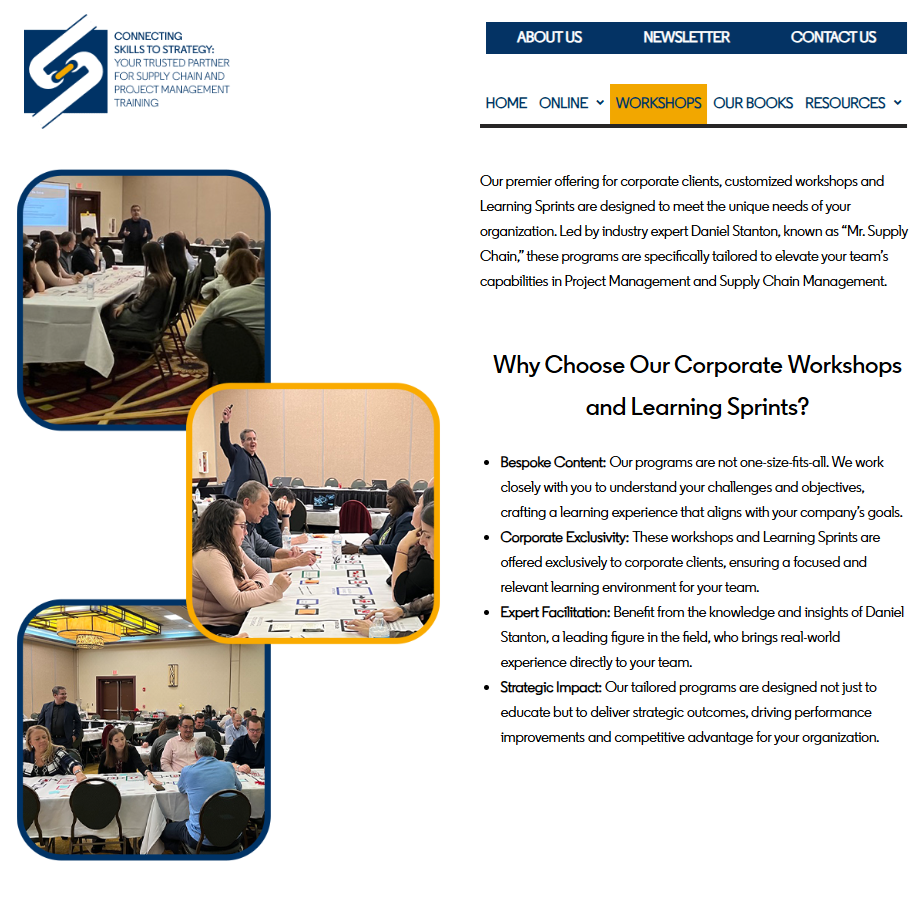 CONNECTING
SKILLS TO STRATEGY:
YOUR TRUSTED PARTNER
FOR SUPPLY CHAIN AND
PROJECT MANAGEMENT
TRAINING
ABOUT US NEWSLETTER CONTACT US
HOME ONLINE WORKSHOPS OUR BOOKS RESOURCES
Our premier offering for corporate clients, customized workshops and
Learning Sprints are designed to meet the unique needs of your
organization. Led by industry expert Daniel Stanton, known as “Mr. Supply
Chain,” these programs are specifically tailored to elevate your team’s
capabilities in Project Management and Supply Chain Management.
Why Choose Our Corporate Workshops
and Learning Sprints?
• Bespoke Content: Our programs are not one-size-fits-all. We work
closely with you to understand your challenges and objectives,
crafting a learning experience that aligns with your company’s goals.
• Corporate Exclusivity: These workshops and Learning Sprints are
offered exclusively to corporate clients, ensuring a focused and
relevant learning environment for your team.
• Expert Facilitation: Benefit from the knowledge and insights of Daniel
Stanton, a leading figure in the field, who brings real-world
experience directly to your team.
• Strategic Impact: Our tailored programs are designed not just to
educate but to deliver strategic outcomes, driving performance
improvements and competitive advantage for your organization.